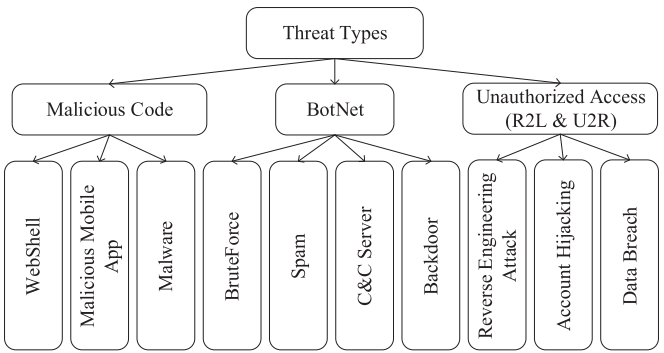 Threat Types
Malicious Code
BotNet
Unauthorized Access
(R2L & U2R)
WebShell
Malicious Mobile
App
Malware
BruteForce
Spam
C&C Server
Backdoor
Reverse Engineering
Attack
Account Hijacking
Data Breach